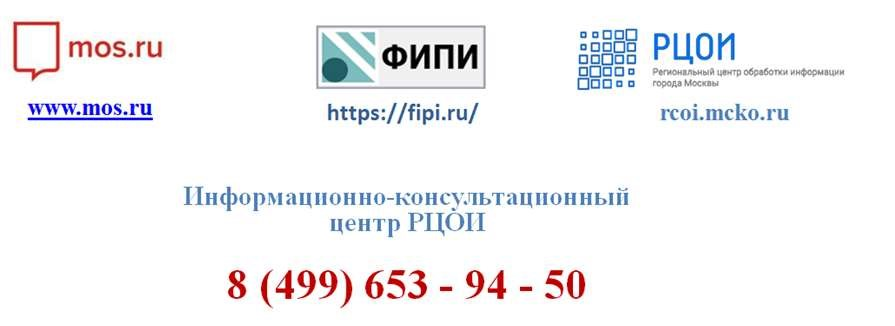 mos.ru
www.mos.ru
ФИПИ
https://fipi.ru/
РЦОИ
Региональный центр обработки информации
города Москвы
rcoi.mcko.ru
Информационно-консультационный
центр РЦОИ
8 (499) 653 - 94 - 50